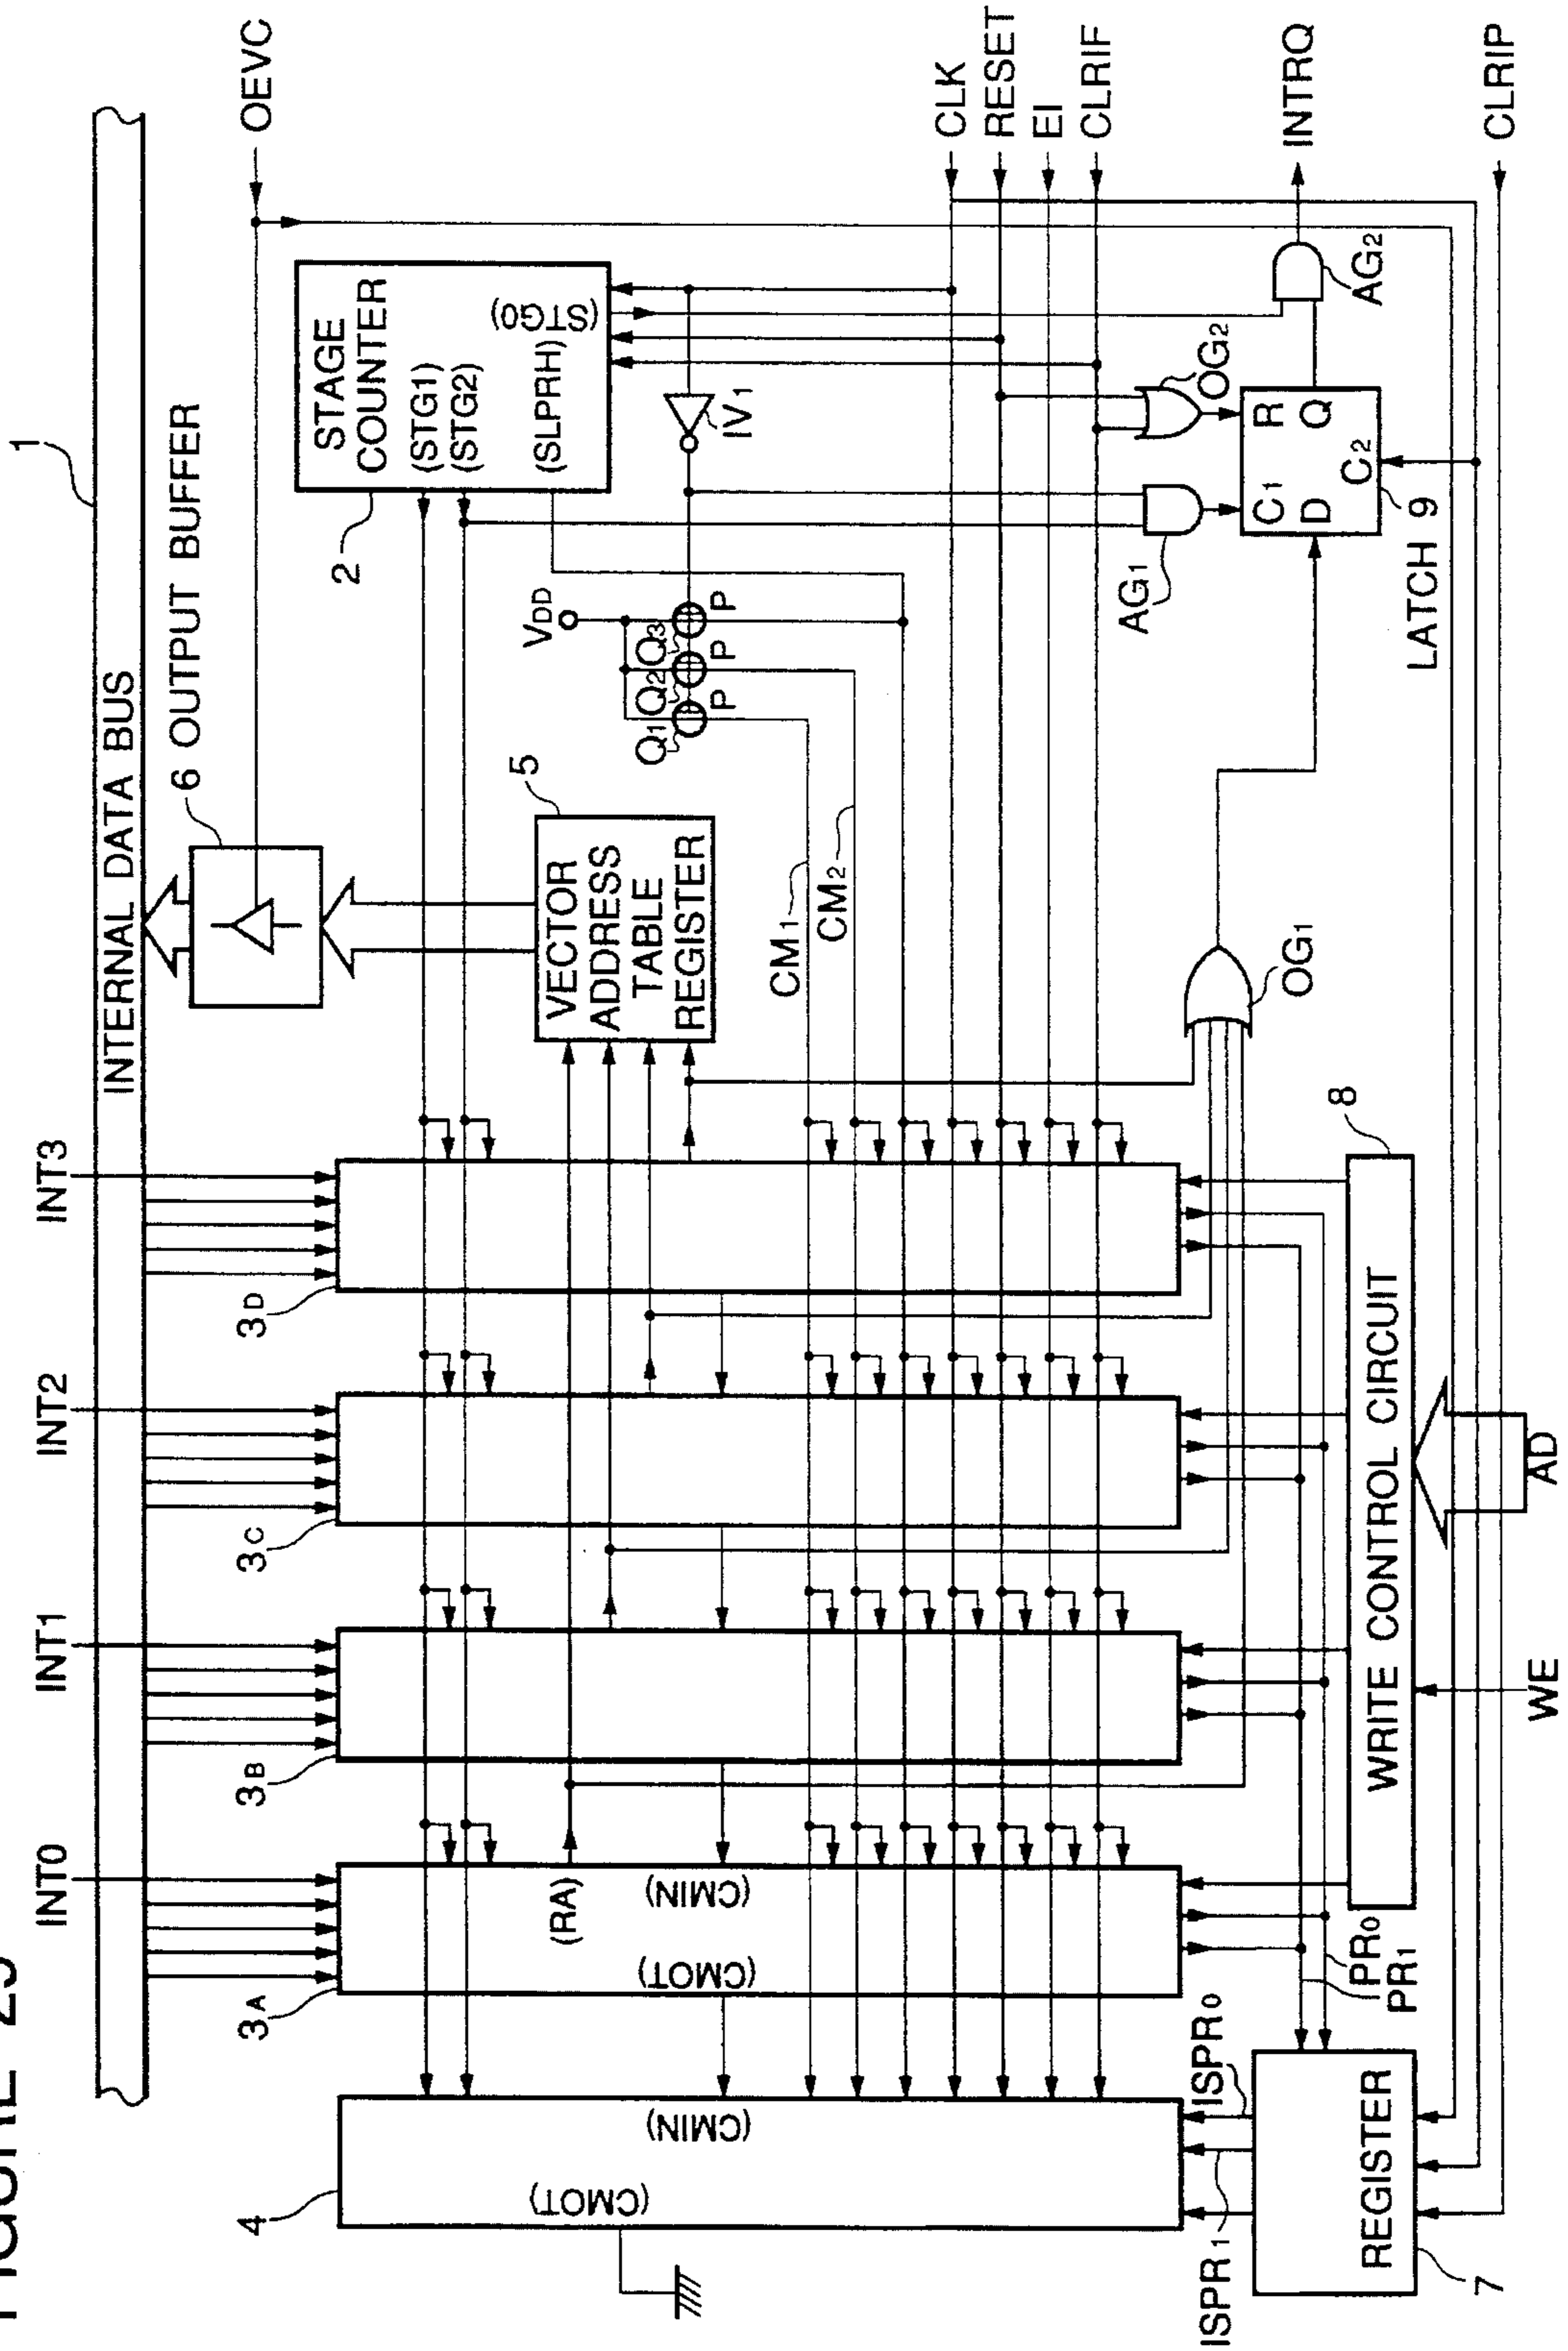 1
INTERNAL DATA BUS
INT0
INT1
INT2
INT3
6 OUTPUT BUFFER
OEVC
3A
3B
3C
3D
4
2
STAGE
COUNTER
(STG1)
(STG2)
(SLPRH)
(STG0)
5
VECTOR
ADDRESS
TABLE
REGISTER
VDD
Q1
Q2
Q3
P
P
P
IV1
(RA)
(CMIN)
(CMOT)
(CMIN)
(CMOT)
CM1
CM2
CLK
RESET
EI
CLRIF
INTRQ
CLRIP
AG1
AG2
OG1
OG2
C1
R
D
Q
C2
LATCH 9
8
WRITE CONTROL CIRCUIT
WE
AD
PR0
PR1
ISPR0
ISPR1
REGISTER
7